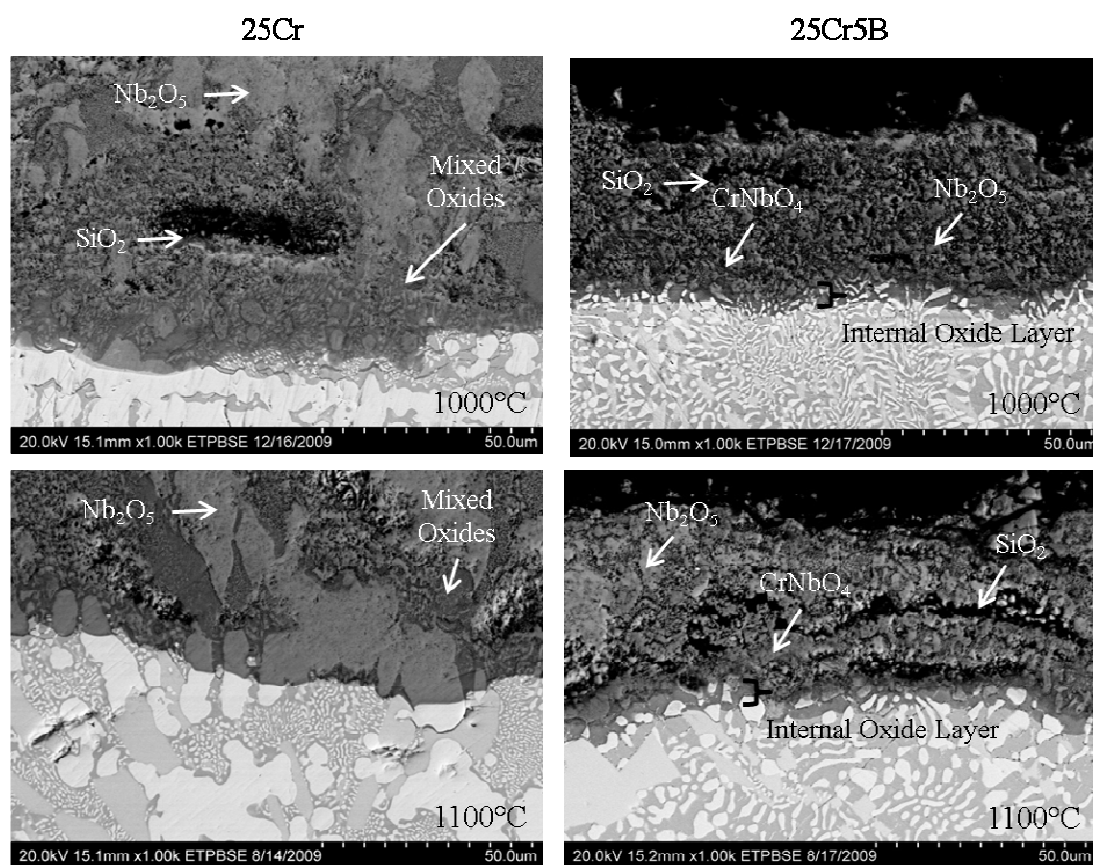 25Cr
25Cr5B
Nb₂O₅
Mixed
Oxides
SiO₂
1000°C
20.0kV 15.1mm x1.00k ETPBSE 12/16/2009
50.0um
SiO₂
CrNbO₄
Nb₂O₅
Internal Oxide Layer
1000°C
20.0kV 15.0mm x1.00k ETPBSE 12/17/2009
50.0um
Nb₂O₅
Mixed
Oxides
20.0kV 15.1mm x1.00k ETPBSE 8/14/2009
50.0um
1100°C
Nb₂O₅
SiO₂
CrNbO₄
Internal Oxide Layer
1100°C
20.0kV 15.2mm x1.00k ETPBSE 8/17/2009
50.0um